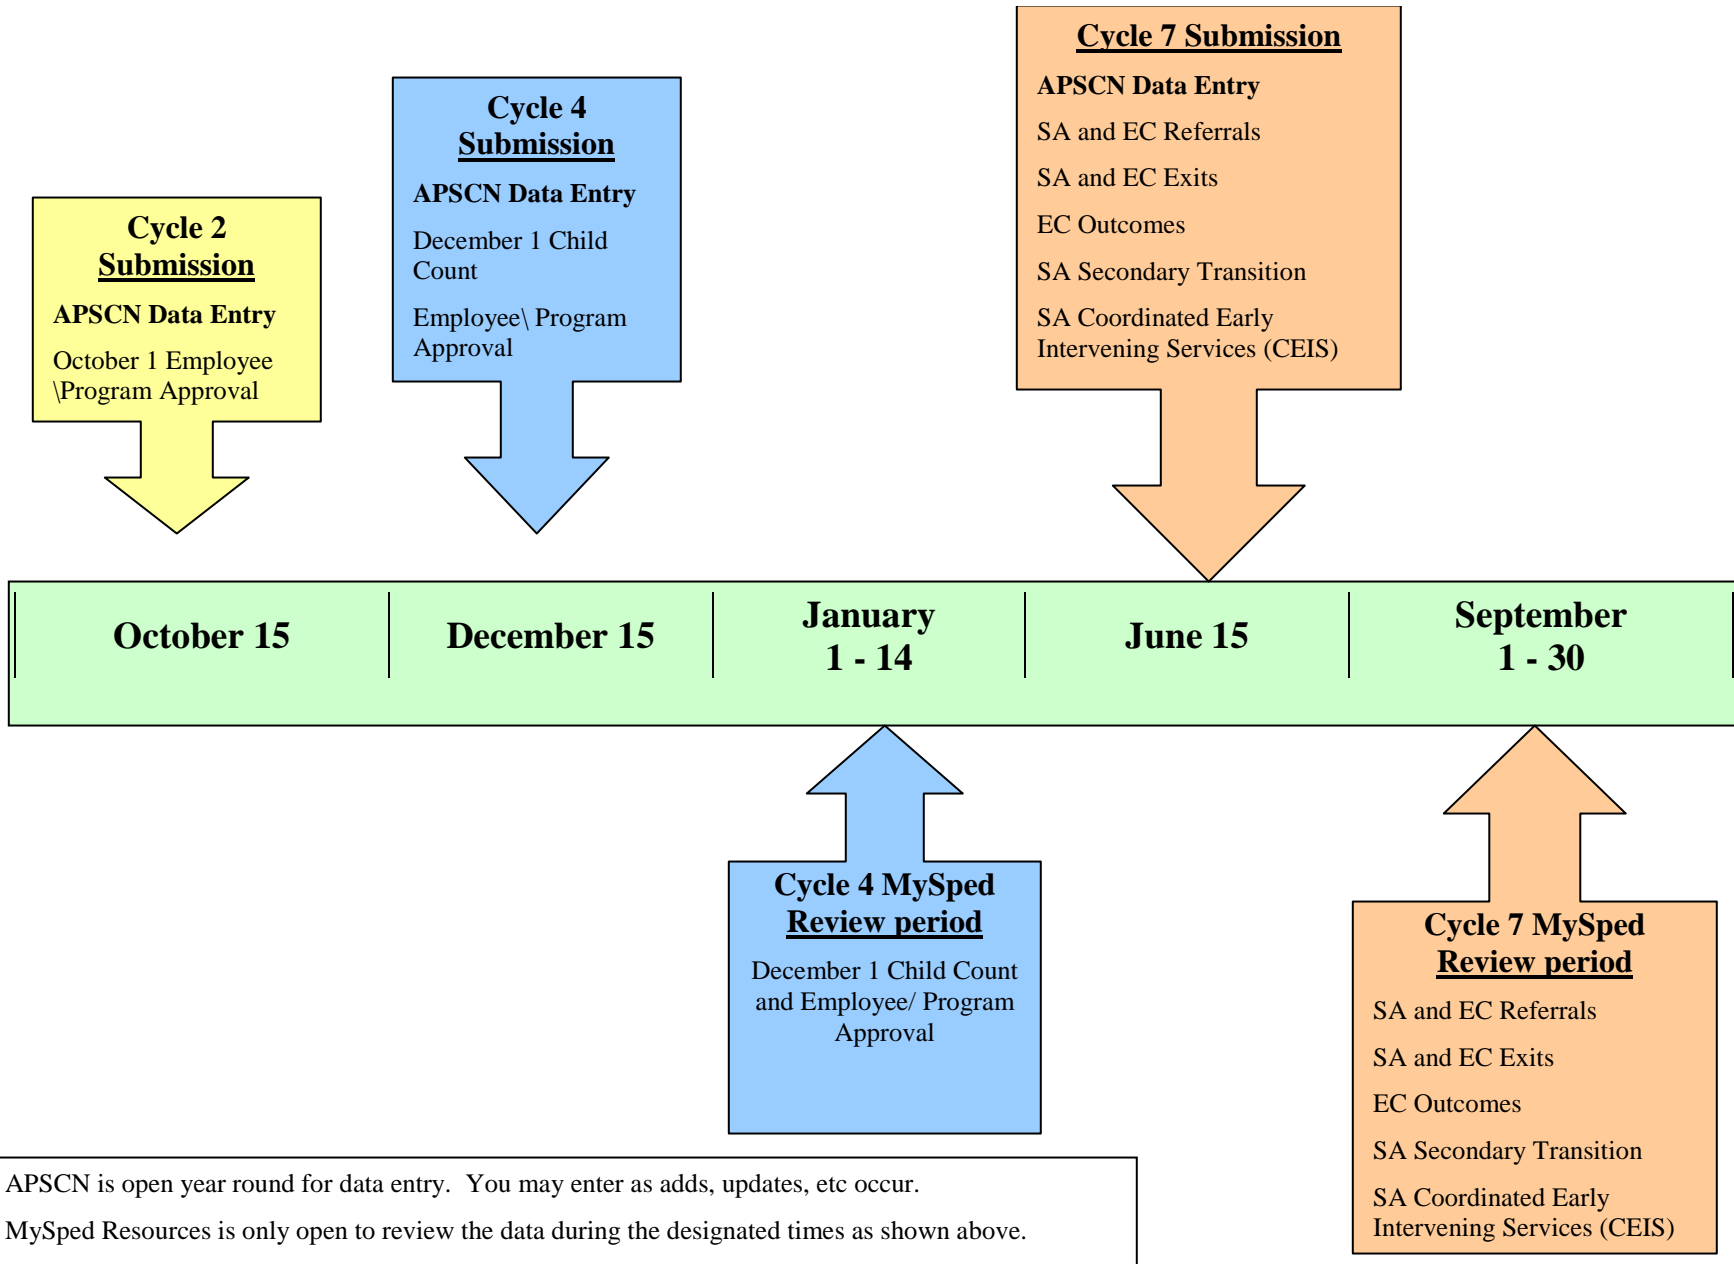 Cycle 7 Submission
APSCN Data Entry
SA and EC Referrals
SA and EC Exits
EC Outcomes
SA Secondary Transition
SA Coordinated Early
Intervening Services (CEIS)
Cycle 4
Submission
APSCN Data Entry
December 1 Child
Count
Employee\ Program
Approval
Cycle 2
Submission
APSCN Data Entry
October 1 Employee
\Program Approval
October 15
December 15
January
1 - 14
June 15
September
1 - 30
Cycle 4 MySped
Review period
December 1 Child Count
and Employee/ Program
Approval
Cycle 7 MySped
Review period
SA and EC Referrals
SA and EC Exits
EC Outcomes
SA Secondary Transition
SA Coordinated Early
Intervening Services (CEIS)
APSCN is open year round for data entry.  You may enter as adds, updates, etc occur.
MySped Resources is only open to review the data during the designated times as shown above.